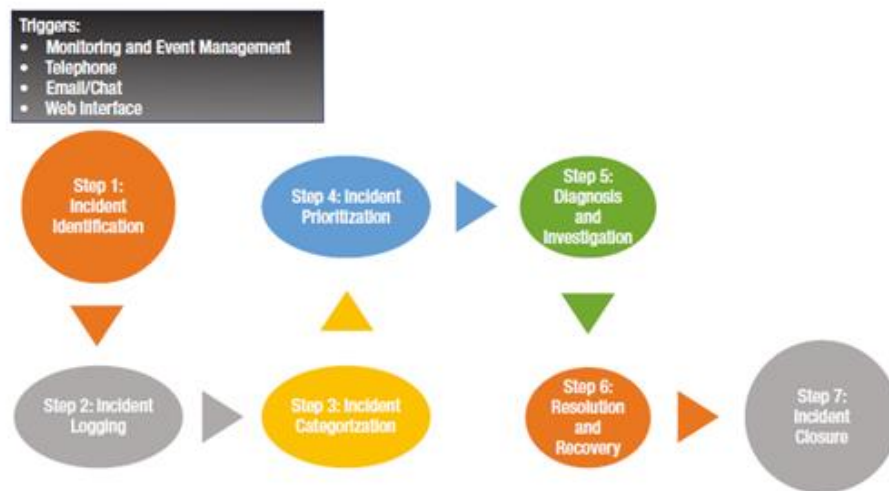 Triggers:
• Monitoring and Event Management
• Telephone
• Email/Chat
• Web Interface
Step 1:
Incident
Identification
Step 2: Incident
Logging
Step 3: Incident
Categorization
Step 4: Incident
Prioritization
Step 5:
Diagnosis
and
Investigation
Step 6:
Resolution
and
Recovery
Step 7:
Incident
Closure